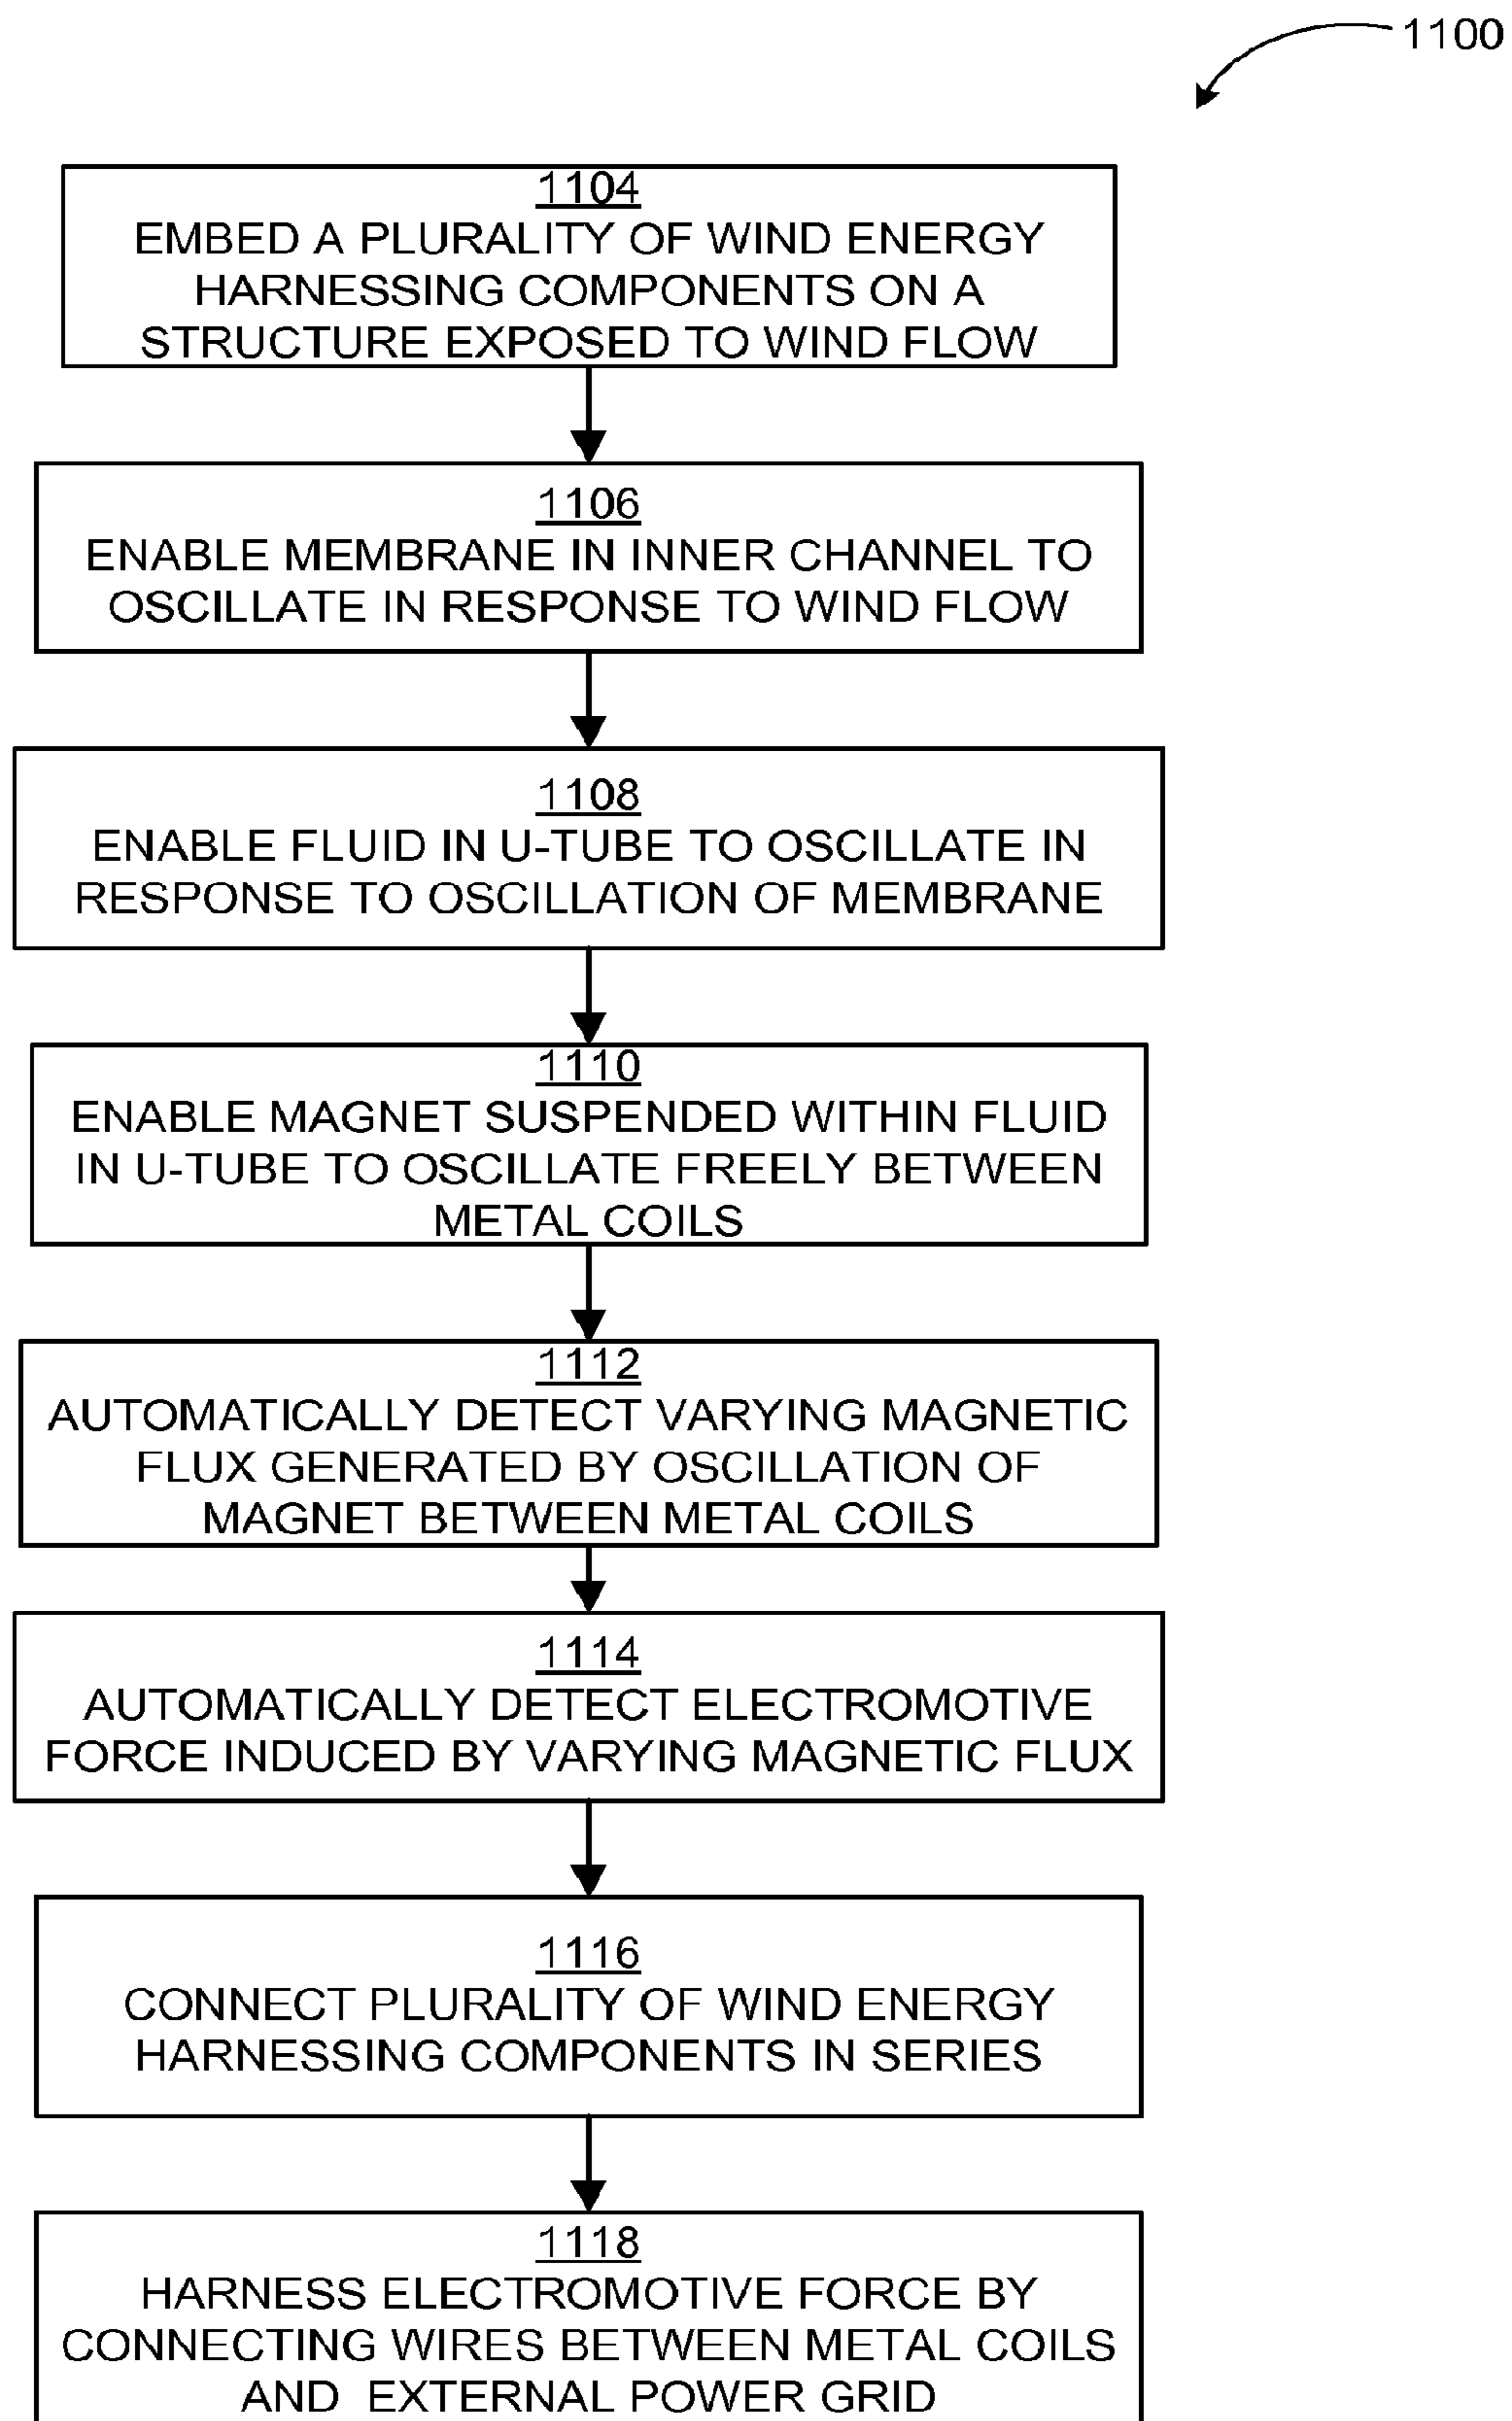 1100
1104
EMBED A PLURALITY OF WIND ENERGY
HARNESSING COMPONENTS ON A
STRUCTURE EXPOSED TO WIND FLOW
1106
ENABLE MEMBRANE IN INNER CHANNEL TO
OSCILLATE IN RESPONSE TO WIND FLOW
1108
ENABLE FLUID IN U-TUBE TO OSCILLATE IN
RESPONSE TO OSCILLATION OF MEMBRANE
1110
ENABLE MAGNET SUSPENDED WITHIN FLUID
IN U-TUBE TO OSCILLATE FREELY BETWEEN
METAL COILS
1112
AUTOMATICALLY DETECT VARYING MAGNETIC
FLUX GENERATED BY OSCILLATION OF
MAGNET BETWEEN METAL COILS
1114
AUTOMATICALLY DETECT ELECTROMOTIVE
FORCE INDUCED BY VARYING MAGNETIC FLUX
1116
CONNECT PLURALITY OF WIND ENERGY
HARNESSING COMPONENTS IN SERIES
1118
HARNESS ELECTROMOTIVE FORCE BY
CONNECTING WIRES BETWEEN METAL COILS
AND EXTERNAL POWER GRID